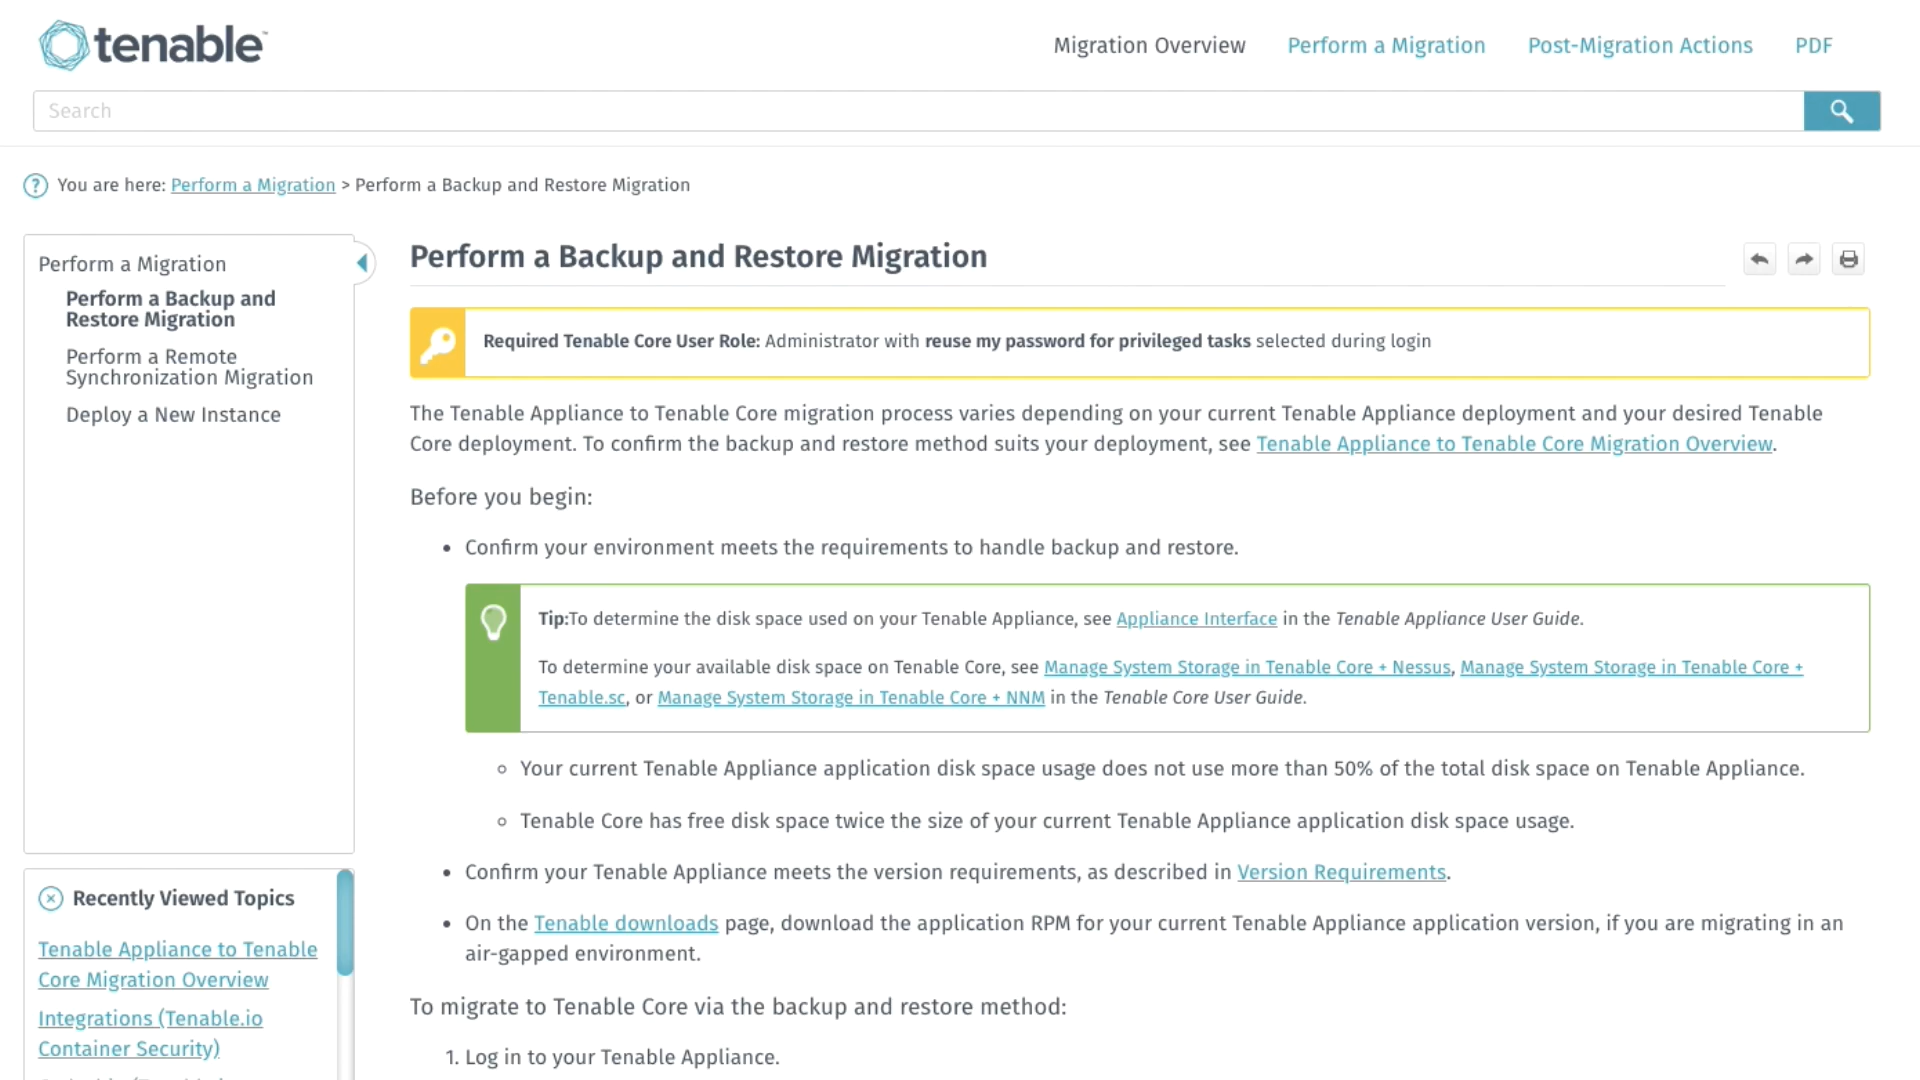 tenable
Migration Overview Perform a Migration Post-Migration Actions PDF
Search
? You are here: Perform a Migration > Perform a Backup and Restore Migration
Perform a Migration
Perform a Backup and
Restore Migration
Perform a Remote
Synchronization Migration
Deploy a New Instance
Perform a Backup and Restore Migration
Required Tenable Core User Role: Administrator with reuse my password for privileged tasks selected during login
The Tenable Appliance to Tenable Core migration process varies depending on your current Tenable Appliance deployment and your desired Tenable
Core deployment. To confirm the backup and restore method suits your deployment, see Tenable Appliance to Tenable Core Migration Overview.
Before you begin:
• Confirm your environment meets the requirements to handle backup and restore.
Tip:To determine the disk space used on your Tenable Appliance, see Appliance Interface in the Tenable Appliance User Guide.
To determine your available disk space on Tenable Core, see Manage System Storage in Tenable Core + Nessus, Manage System Storage in Tenable Core +
Tenable.sc, or Manage System Storage in Tenable Core + NNM in the Tenable Core User Guide.
◦ Your current Tenable Appliance application disk space usage does not use more than 50% of the total disk space on Tenable Appliance.
◦ Tenable Core has free disk space twice the size of your current Tenable Appliance application disk space usage.
• Confirm your Tenable Appliance meets the version requirements, as described in Version Requirements.
• On the Tenable downloads page, download the application RPM for your current Tenable Appliance application version, if you are migrating in an
air-gapped environment.
To migrate to Tenable Core via the backup and restore method:
1. Log in to your Tenable Appliance.
Recently Viewed Topics
Tenable Appliance to Tenable
Core Migration Overview
Integrations (Tenable.io
Container Security)